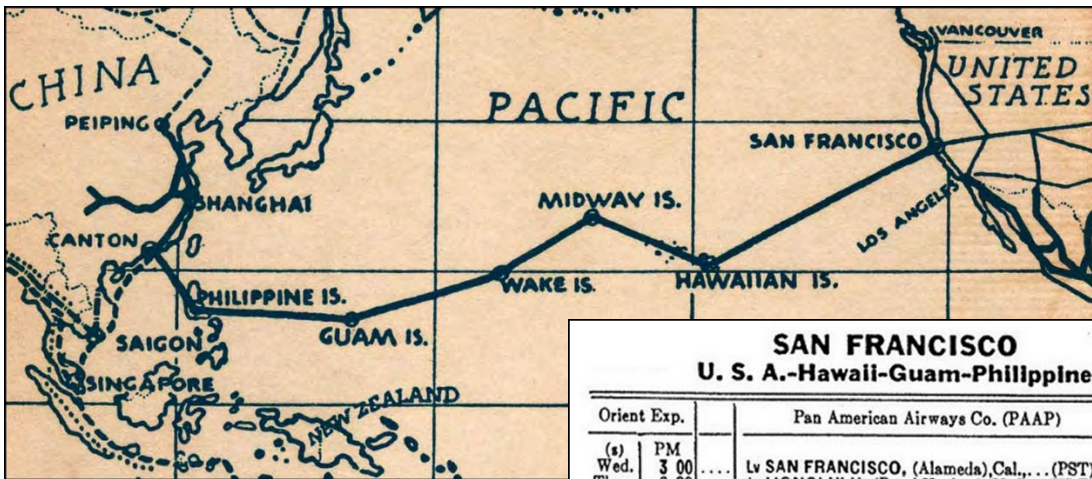 CHINA
PACIFIC
VANCOUVER
UNITED
STATES
PEIPING
SAN FRANCISCO
SHANGHAI
MIDWAY IS.
LOS ANGELES
CANTON
WAKE IS.
HAWAIIAN IS.
PHILIPPINE IS.
GUAM IS.
SAIGON
SINGAPORE
NEW ZEALAND
SAN FRANCISCO
U. S. A.-Hawaii-Guam-Philippine
Orient Exp.
Pan American Airways Co. (PAAP)
(s) PM
Wed. 3 00 .... Lv SAN FRANCISCO, (Alameda),Cal.,...(PST)